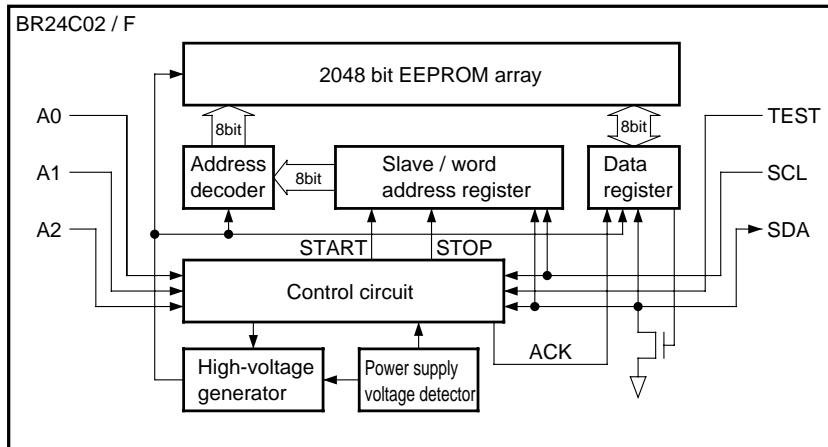 BR24C02 / F
2048 bit EEPROM array
A0
8bit
8bit
TEST
A1
Address
decoder
8bit
Slave / word
address register
Data
register
SCL
A2
START
STOP
SDA
Control circuit
ACK
High-voltage
generator
Power supply
voltage detector